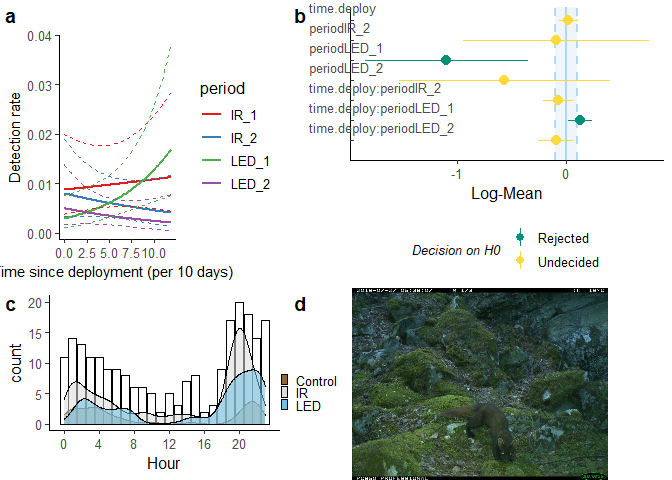 a
0.04
0.03
0.02
0.01
0.00
Detection rate
0.0 2.5 5.0 7.5 10.0
Time since deployment (per 10 days)
period
IR_1
IR_2
LED_1
LED_2
b
time.deploy
periodIR_2
periodLED_1
periodLED_2
time.deploy:periodIR_2
time.deploy:periodLED_1
time.deploy:periodLED_2
-1 0
Log-Mean
Decision on H0
Rejected
Undecided
c
20
15
10
5
0
count
0 4 8 12 16 20
Hour
Control
IR
LED
d
PROFESSIONAL